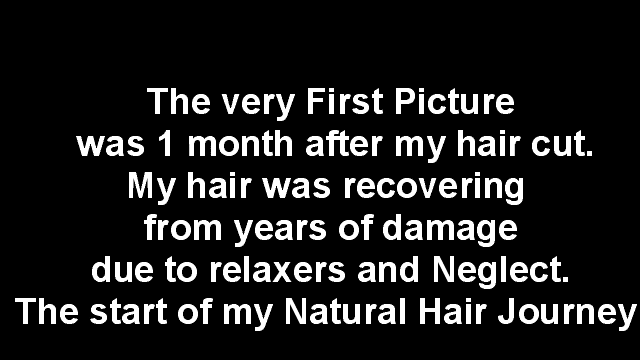 The very First Picture
was 1 month after my hair cut.
My hair was recovering
from years of damage
due to relaxers and Neglect.
The start of my Natural Hair Journey